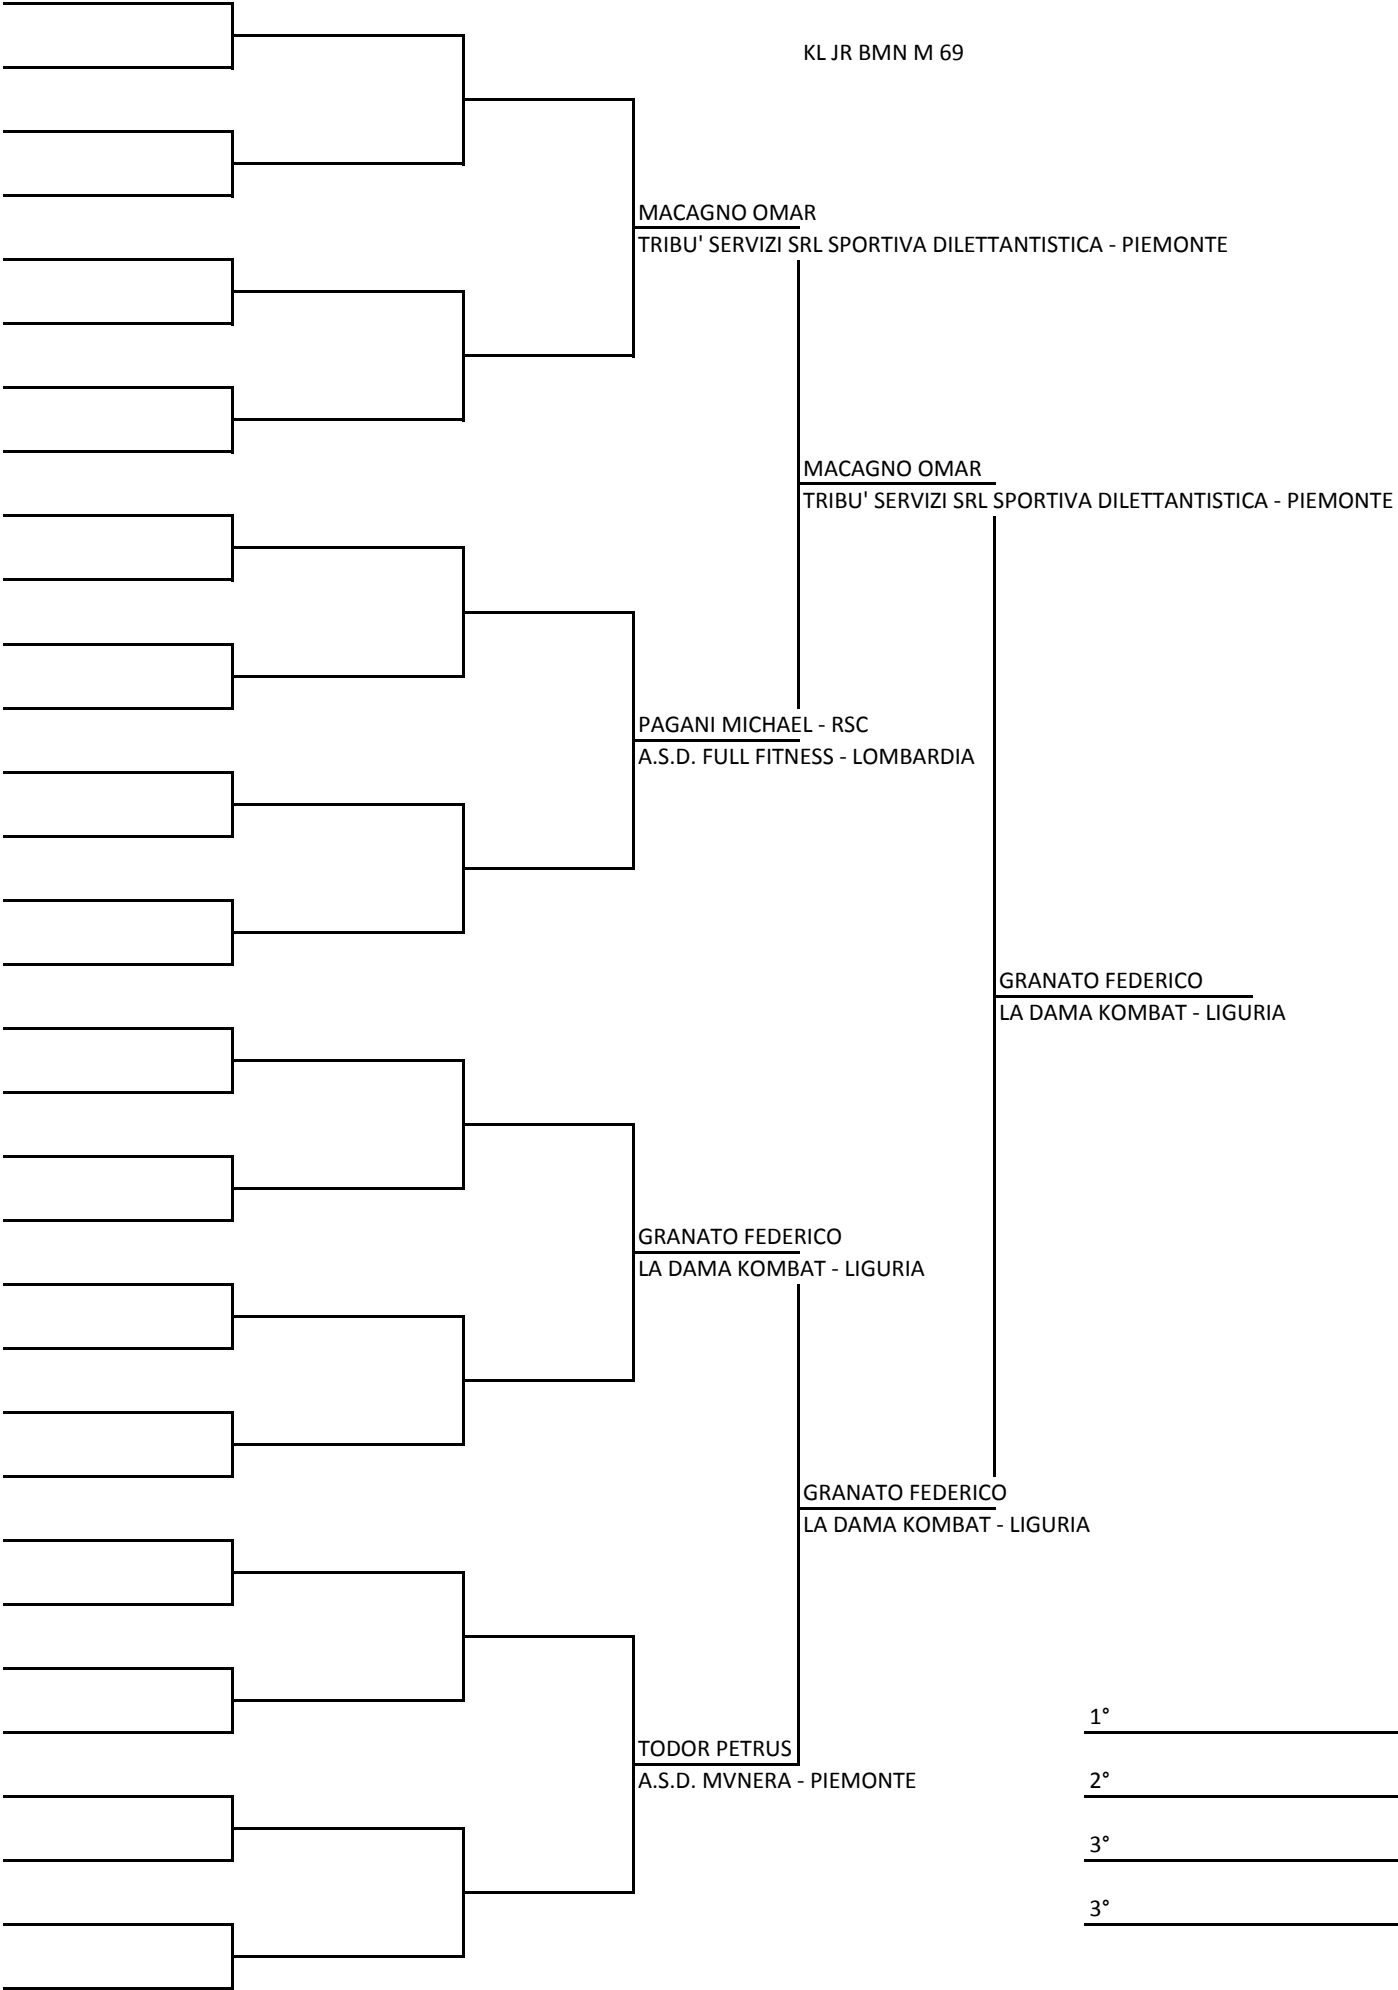 KL JR BMN M 69
MACAGNO OMAR
TRIBU' SERVIZI SRL SPORTIVA DILETTANTISTICA - PIEMONTE
MACAGNO OMAR
TRIBU' SERVIZI SRL SPORTIVA DILETTANTISTICA - PIEMONTE
PAGANI MICHAEL - RSC
A.S.D. FULL FITNESS - LOMBARDIA
GRANATO FEDERICO
LA DAMA KOMBAT - LIGURIA
GRANATO FEDERICO
LA DAMA KOMBAT - LIGURIA
GRANATO FEDERICO
LA DAMA KOMBAT - LIGURIA
1°
TODOR PETRUS
A.S.D. MVNERA - PIEMONTE
2°
3°
3°